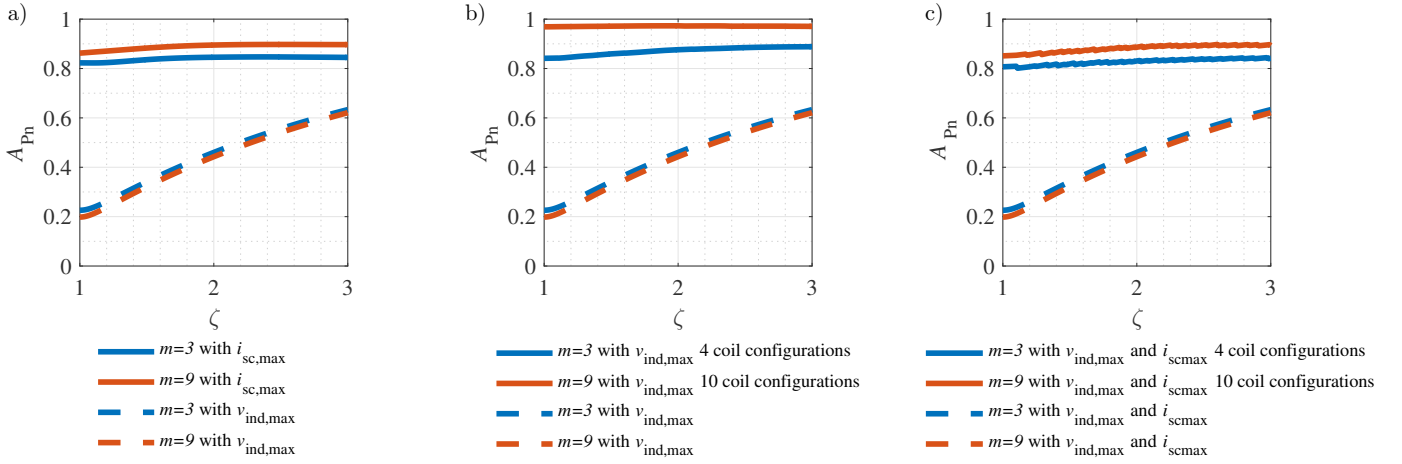 a)
1
0.8
0.6
0.4
0.2
0
A_Pn
1 2 3
ζ
m=3 with i_sc,max
m=9 with i_sc,max
m=3 with v_ind,max
m=9 with v_ind,max
b)
1
0.8
0.6
0.4
0.2
0
A_Pn
1 2 3
ζ
m=3 with v_ind,max 4 coil configurations
m=9 with v_ind,max 10 coil configurations
m=3 with v_ind,max
m=9 with v_ind,max
c)
1
0.8
0.6
0.4
0.2
0
A_Pn
1 2 3
ζ
m=3 with v_ind,max and i_scmax 4 coil configurations
m=9 with v_ind,max and i_scmax 10 coil configurations
m=3 with v_ind,max and i_scmax
m=9 with v_ind,max and i_scmax